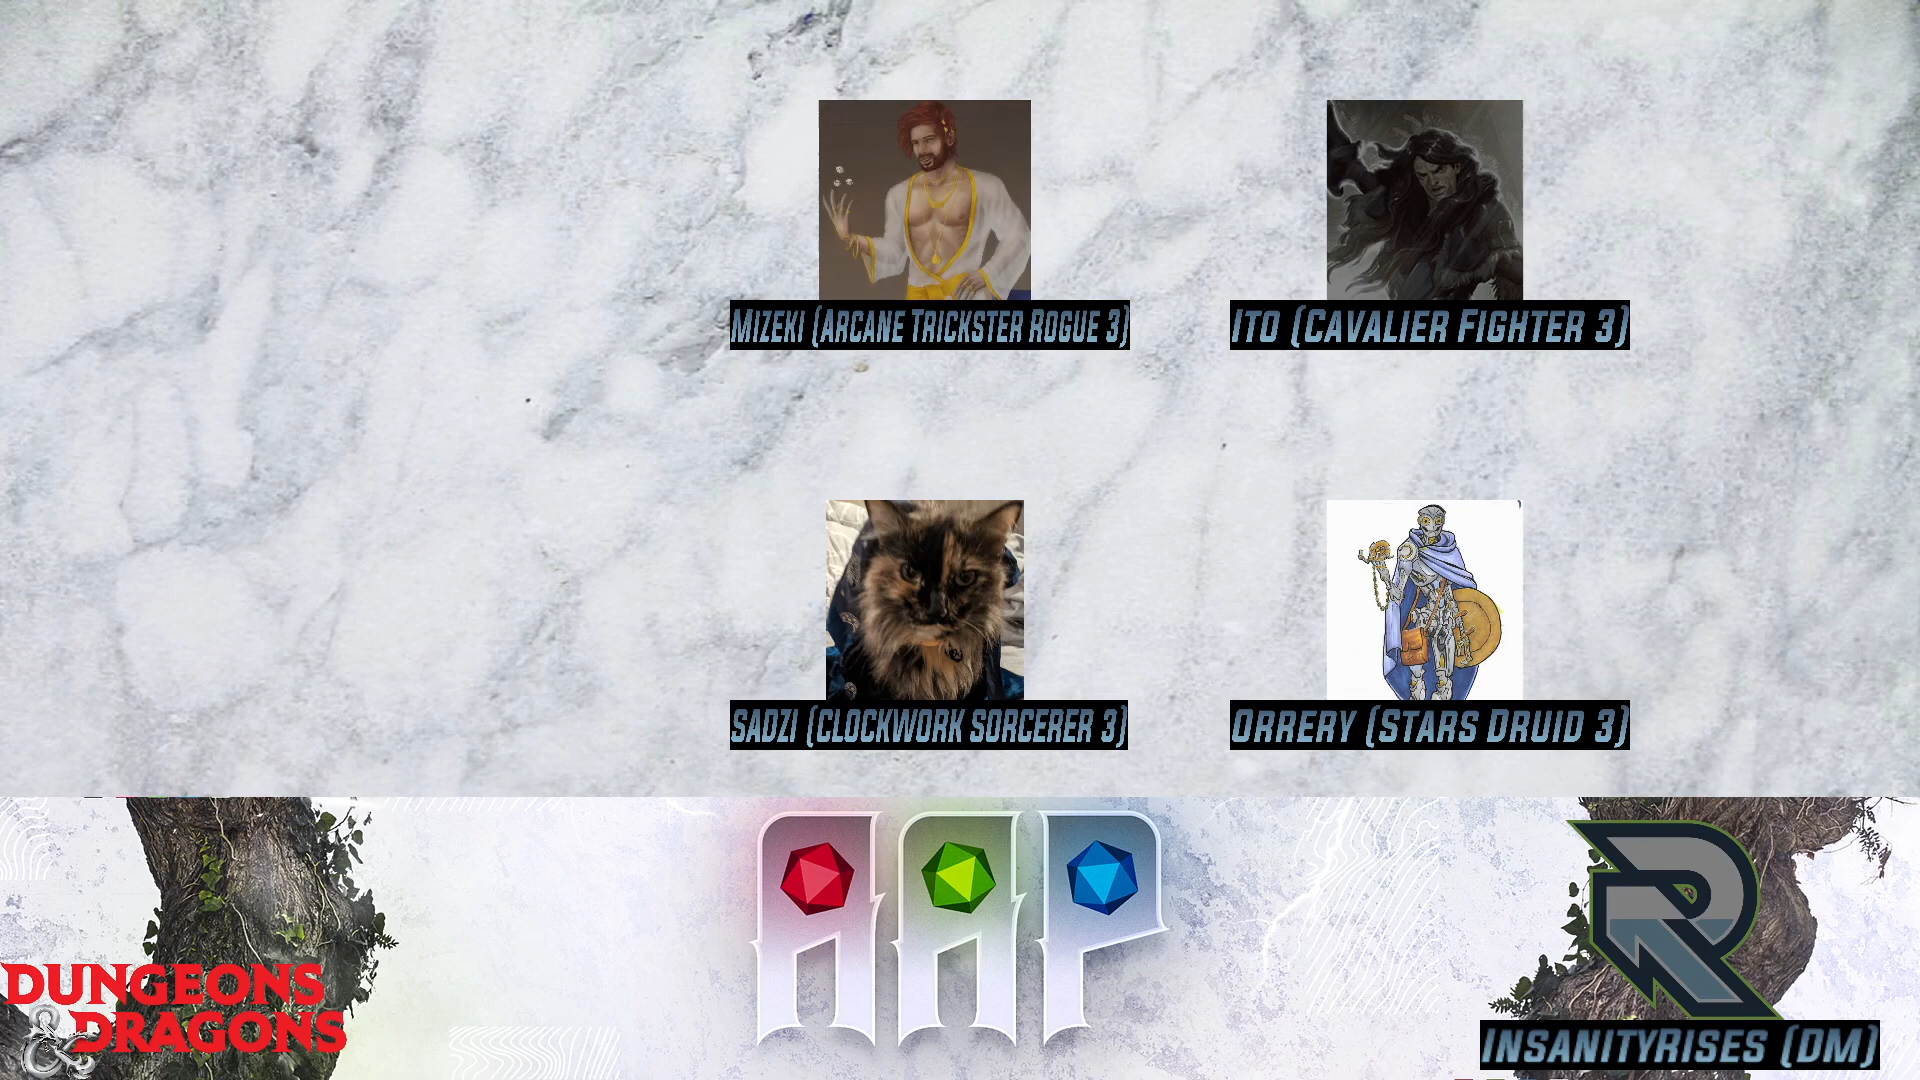 Mizeki (Arcane Trickster Rogue 3)
Ito (Cavalier Fighter 3)
Sadzi (Clockwork Sorcerer 3)
Orrery (Stars Druid 3)
AAP
DUNGEONS
& DRAGONS
R
InsanityRises (DM)